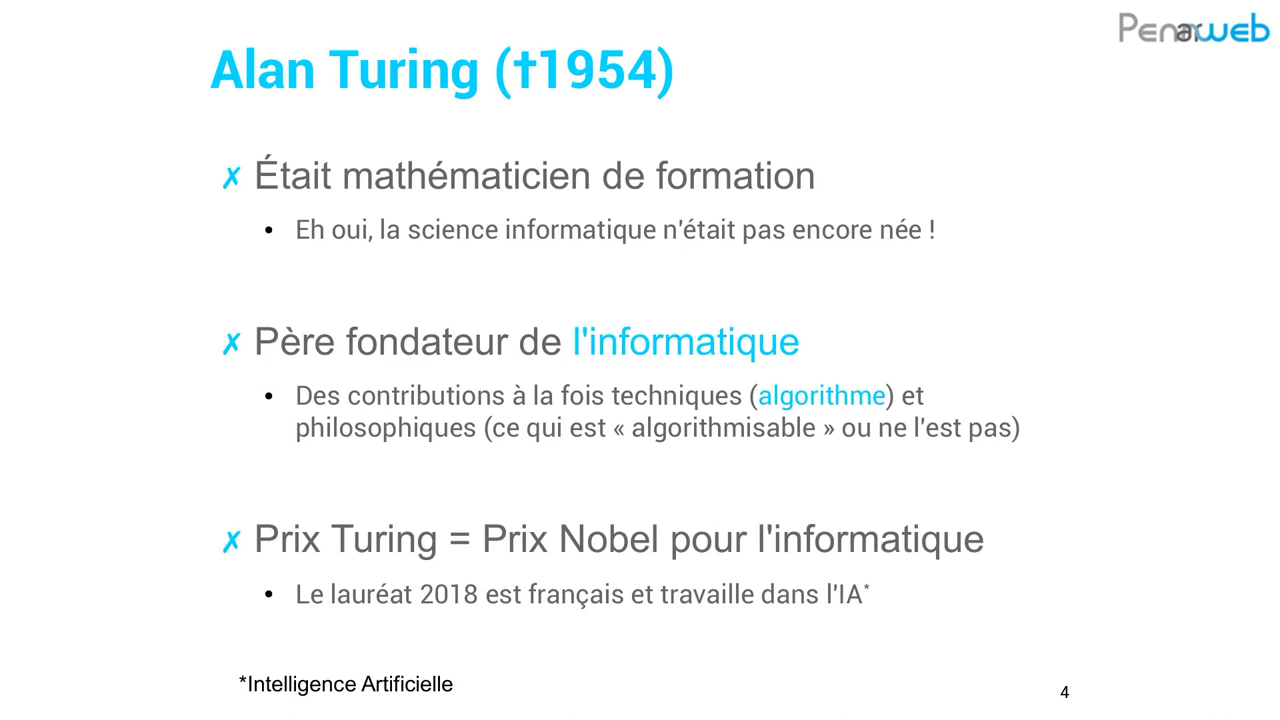 Penarweb
Alan Turing (†1954)
✗ Était mathématicien de formation
• Eh oui, la science informatique n'était pas encore née !
✗ Père fondateur de l'informatique
• Des contributions à la fois techniques (algorithme) et
philosophiques (ce qui est « algorithmisable » ou ne l'est pas)
✗ Prix Turing = Prix Nobel pour l'informatique
• Le lauréat 2018 est français et travaille dans l'IA*
*Intelligence Artificielle
4